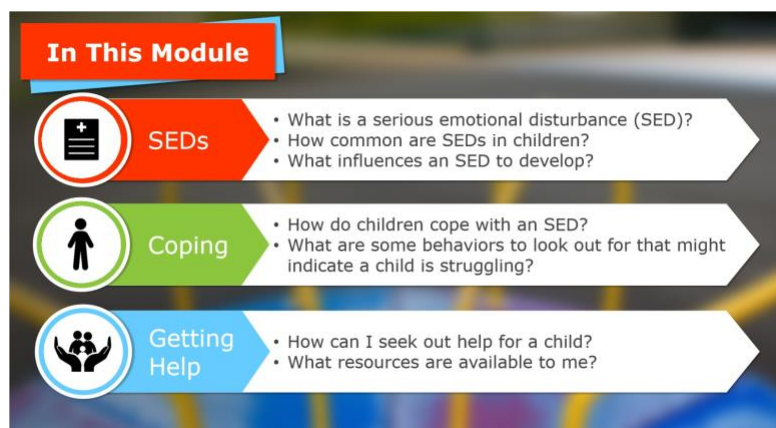 In This Module
SEDs
• What is a serious emotional disturbance (SED)?
• How common are SEDs in children?
• What influences an SED to develop?
Coping
• How do children cope with an SED?
• What are some behaviors to look out for that might
indicate a child is struggling?
Getting
Help
• How can I seek out help for a child?
• What resources are available to me?